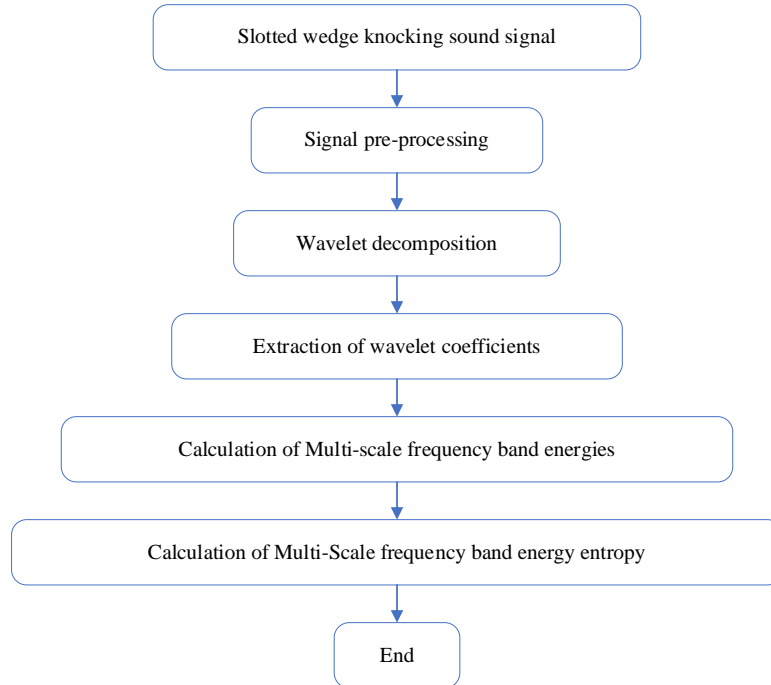 Slotted wedge knocking sound signal
Signal pre-processing
Wavelet decomposition
Extraction of wavelet coefficients
Calculation of Multi-scale frequency band energies
Calculation of Multi-Scale frequency band energy entropy
End